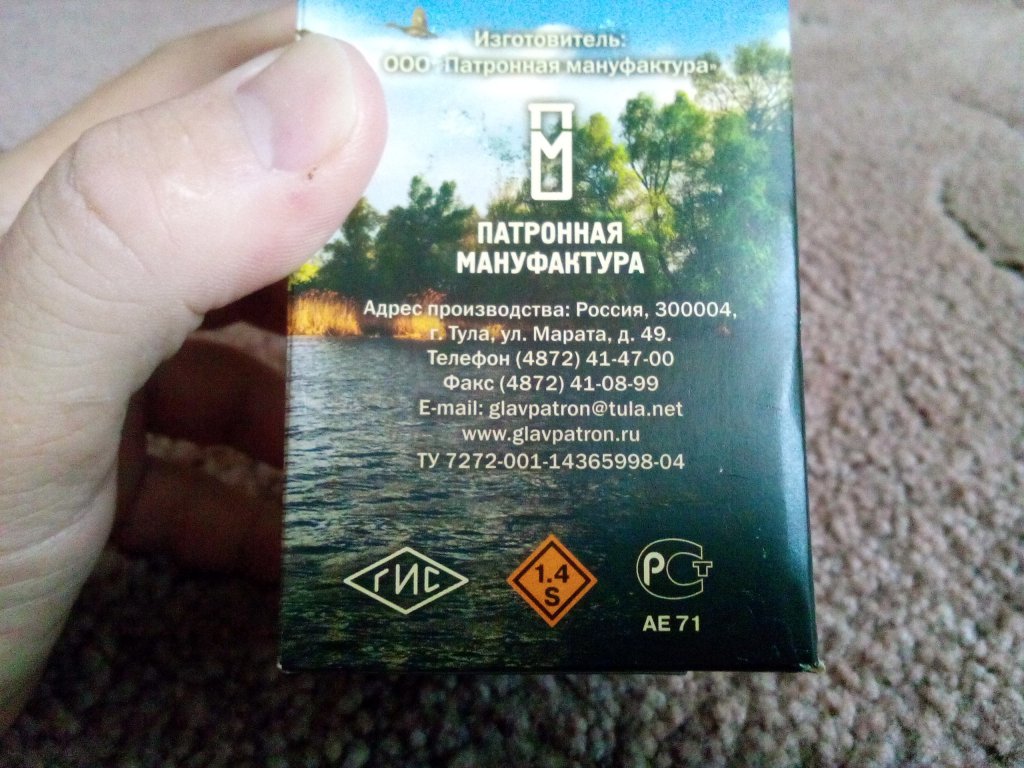 Изготовитель:
ООО «Патронная мануфактура»
ПМ
ПАТРОННАЯ
МАНУФАКТУРА
Адрес производства: Россия, 300004,
г. Тула, ул. Марата, д. 49.
Телефон (4872) 41-47-00
Факс (4872) 41-08-99
E-mail: glavpatron@tula.net
www.glavpatron.ru
ТУ 7272-001-14365998-04
ГИС
1.4
S
РСТ
АЕ 71